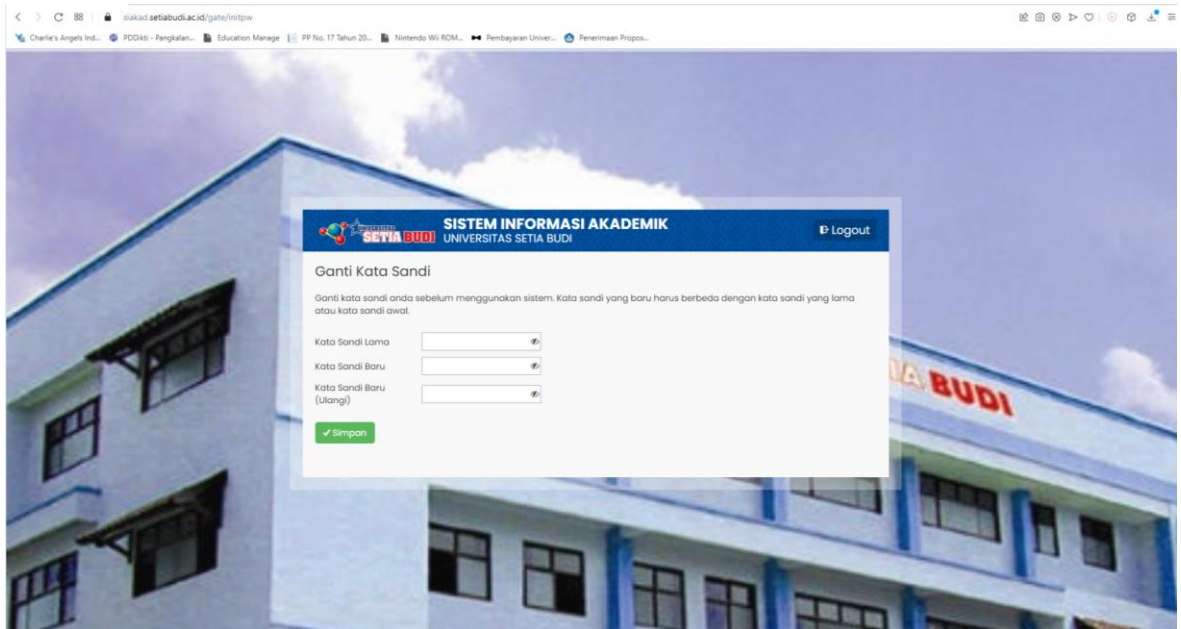 siakad.setiabudi.ac.id/gate/initpw
Charlie's Angels Ind... PDDikti - Pangkalan... Education Manage PP No. 17 Tahun 20... Nintendo Wii ROM... Pembayaran Univer... Penerimaan Propos...
UNIVERSITAS
SETIA BUDI
SISTEM INFORMASI AKADEMIK
UNIVERSITAS SETIA BUDI
Logout
Ganti Kata Sandi
Ganti kata sandi anda sebelum menggunakan sistem. Kata sandi yang baru harus berbeda dengan kata sandi yang lama
atau kata sandi awal.
Kata Sandi Lama
Kata Sandi Baru
Kata Sandi Baru
(Ulangi)
Simpan
IA BUDI